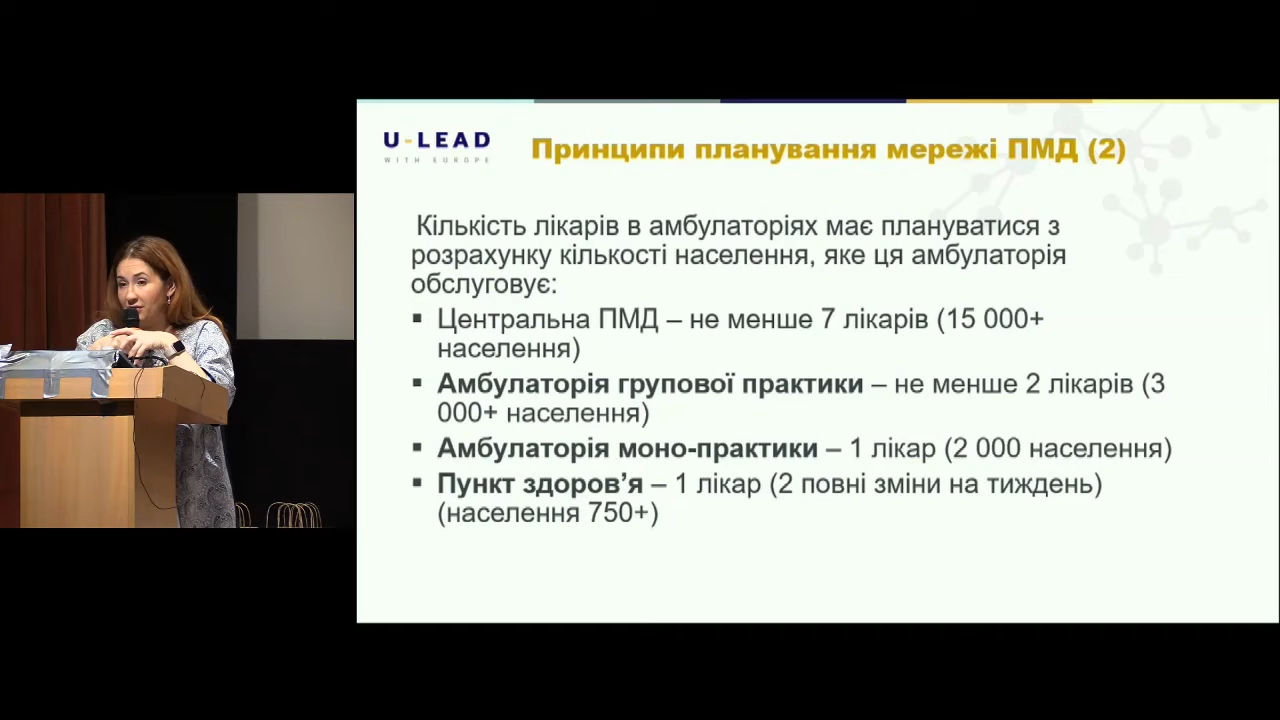 U-LEAD
WITH EUROPE
Принципи планування мережі ПМД (2)
Кількість лікарів в амбулаторіях має плануватися з
розрахунку кількості населення, яке ця амбулаторія
обслуговує:
▪ Центральна ПМД – не менше 7 лікарів (15 000+
населення)
▪ Амбулаторія групової практики – не менше 2 лікарів (3
000+ населення)
▪ Амбулаторія моно-практики – 1 лікар (2 000 населення)
▪ Пункт здоров’я – 1 лікар (2 повні зміни на тиждень)
(населення 750+)